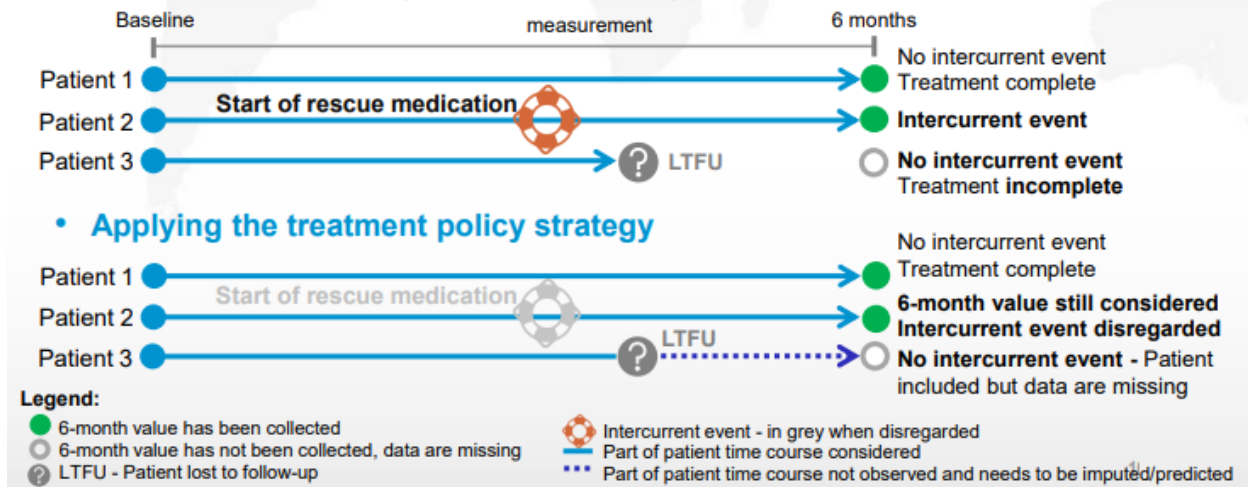 Baseline
measurement
6 months
Patient 1
No intercurrent event
Treatment complete
Start of rescue medication
Patient 2
Intercurrent event
Patient 3
? LTFU
No intercurrent event
Treatment incomplete
• Applying the treatment policy strategy
No intercurrent event
Patient 1
Treatment complete
Start of rescue medication
6-month value still considered
Patient 2
Intercurrent event disregarded
LTFU
Patient 3
?
No intercurrent event - Patient
included but data are missing
Legend:
6-month value has been collected
6-month value has not been collected, data are missing
? LTFU - Patient lost to follow-up
Intercurrent event - in grey when disregarded
Part of patient time course considered
Part of patient time course not observed and needs to be imputed/predicted